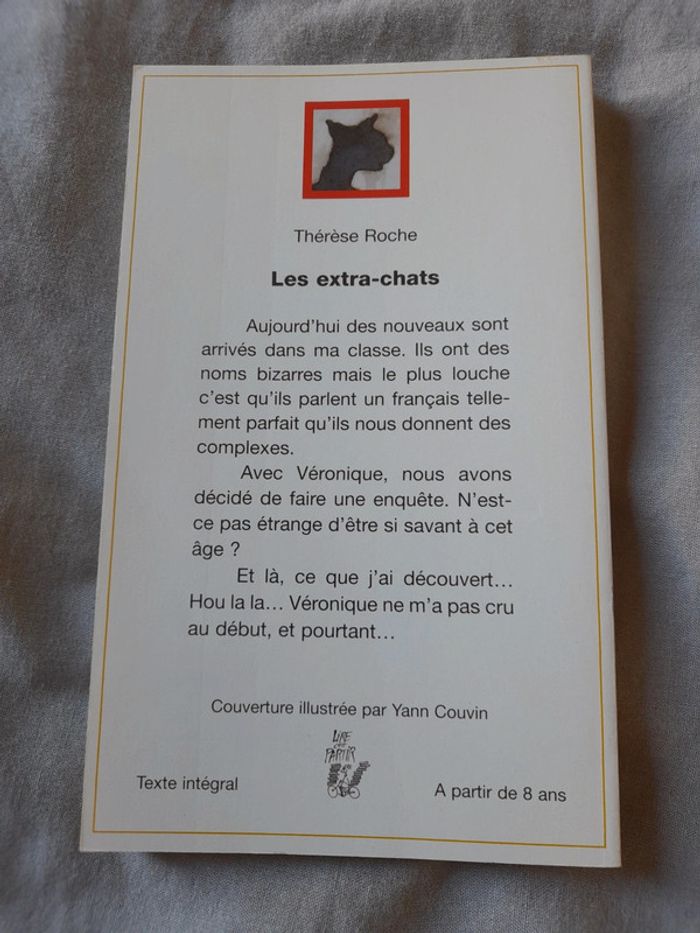 Thérèse Roche
Les extra-chats
Aujourd'hui des nouveaux sont
arrivés dans ma classe. Ils ont des
noms bizarres mais le plus louche
c'est qu'ils parlent un français telle-
ment parfait qu'ils nous donnent des
complexes.
Avec Véronique, nous avons
décidé de faire une enquête. N'est-
ce pas étrange d'être si savant à cet
âge ?
Et là, ce que j'ai découvert...
Hou la la... Véronique ne m'a pas cru
au début, et pourtant...
Couverture illustrée par Yann Couvin
LIRE
C'EST
PARTIR
Texte intégral
A partir de 8 ans